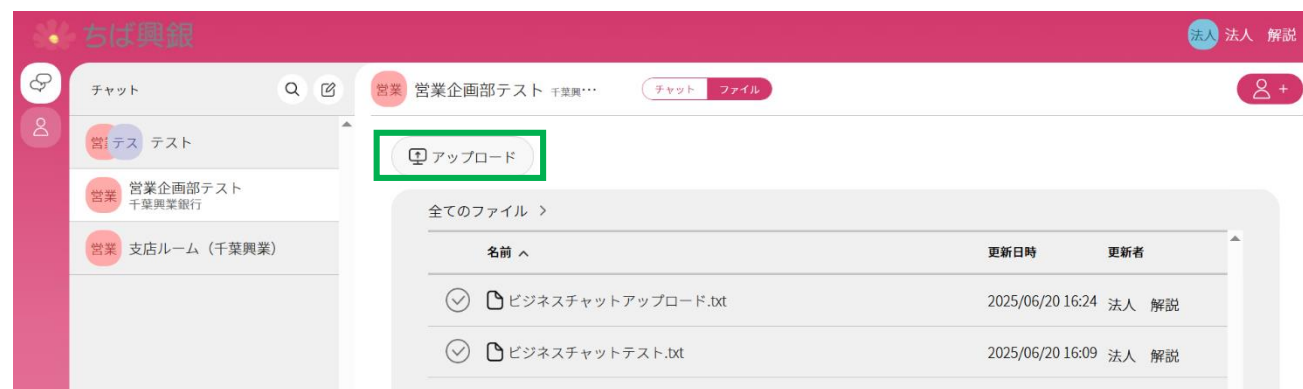 ちば興銀
法人 法人 解説
チャット
営業 営業企画部テスト 千葉興…
チャット ファイル
テス テスト
営業 営業企画部テスト
千葉興業銀行
営業 支店ルーム（千葉興業）
アップロード
全てのファイル >
名前 更新日時 更新者
ビジネスチャットアップロード.txt 2025/06/20 16:24 法人 解説
ビジネスチャットテスト.txt 2025/06/20 16:09 法人 解説